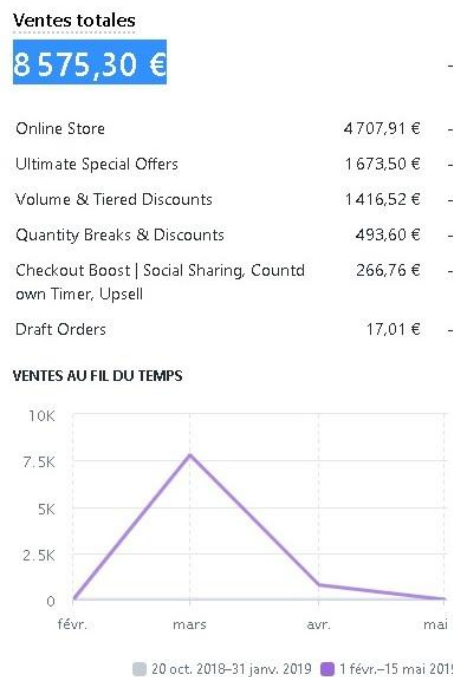 Ventes totales
8 575,30 €
-
Online Store 4 707,91 € -
Ultimate Special Offers 1 673,50 € -
Volume & Tiered Discounts 1 416,52 € -
Quantity Breaks & Discounts 493,60 € -
Checkout Boost | Social Sharing, Countd 266,76 € -
own Timer, Upsell
Draft Orders 17,01 € -
VENTES AU FIL DU TEMPS
10K
7.5K
5K
2.5K
0
févr. mars avr. mai
20 oct. 2018–31 janv. 2019 1 févr.–15 mai 2019